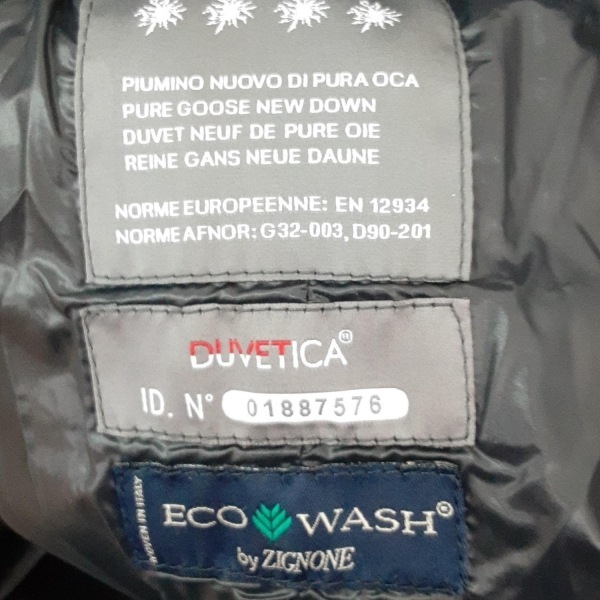 PIUMINO NUOVO DI PURA OCA
PURE GOOSE NEW DOWN
DUVET NEUF DE PURE OIE
REINE GANS NEUE DAUNE
NORME EUROPEENNE: EN 12934
NORME AFNOR: G32-003, D90-201
DUVETICA®
ID. N° 01887576
WOVEN IN ITALY
ECO WASH®
by ZIGNONE